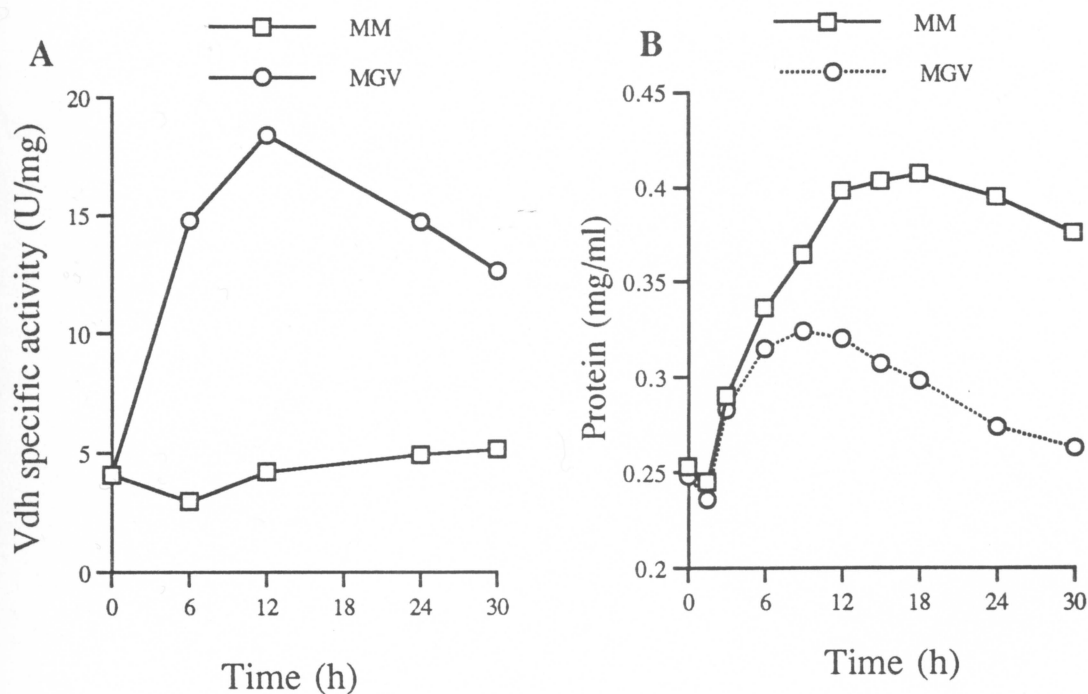 A
MM
MGV
Vdh specific activity (U/mg)
20
15
10
5
0
0 6 12 18 24 30
Time (h)
B
MM
MGV
Protein (mg/ml)
0.45
0.4
0.35
0.3
0.25
0.2
0 6 12 18 24 30
Time (h)